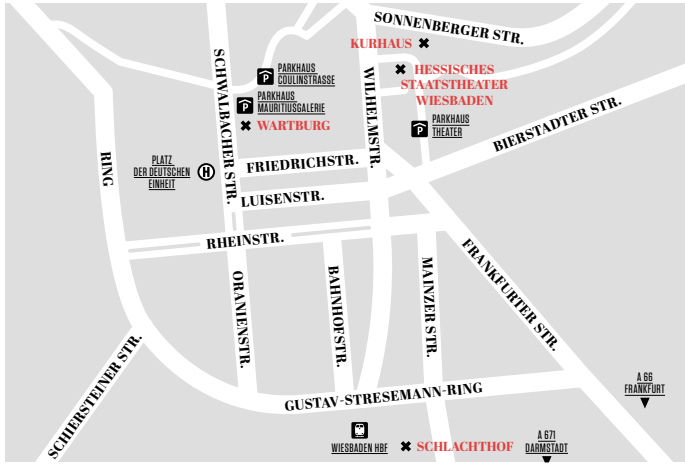 SONNENBERGER STR.
KURHAUS
HESSISCHES
STAATSTHEATER
WIESBADEN
SCHWALBACHER STR.
P
PARKHAUS
COULINSTRASSE
P
PARKHAUS
MAURITIUSGALERIE
WARTBURG
WILHELMSTR.
P
PARKHAUS
THEATER
BIERSTADTER STR.
RING
PLATZ
DER DEUTSCHEN
EINHEIT
H
FRIEDRICHSTR.
LUISENSTR.
RHEINSTR.
ORANIENSTR.
BAHNHOFSTR.
MAINZER STR.
FRANKFURTER STR.
SCHIERSTEINER STR.
GUSTAV-STRESEMANN-RING
A 66
FRANKFURT
WIESBADEN HBF
SCHLACHTHOF
A 671
DARMSTADT